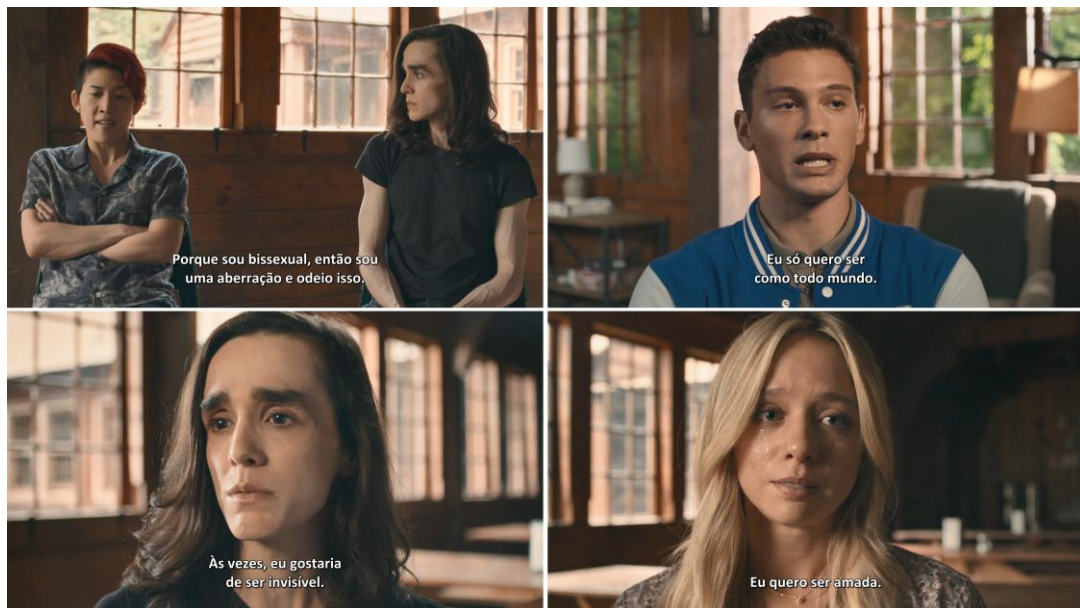 Porque sou bissexual, então sou
uma aberração e odeio isso.
Eu só quero ser
como todo mundo.
Às vezes, eu gostaria
de ser invisível.
Eu quero ser amada.